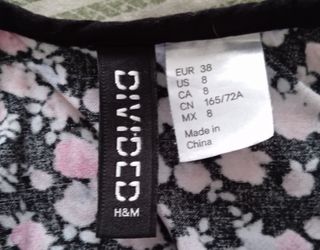 DIVIDED
H&M
EUR 38
US 8
CA 8
CN 165/72A
MX 8
Made in
China